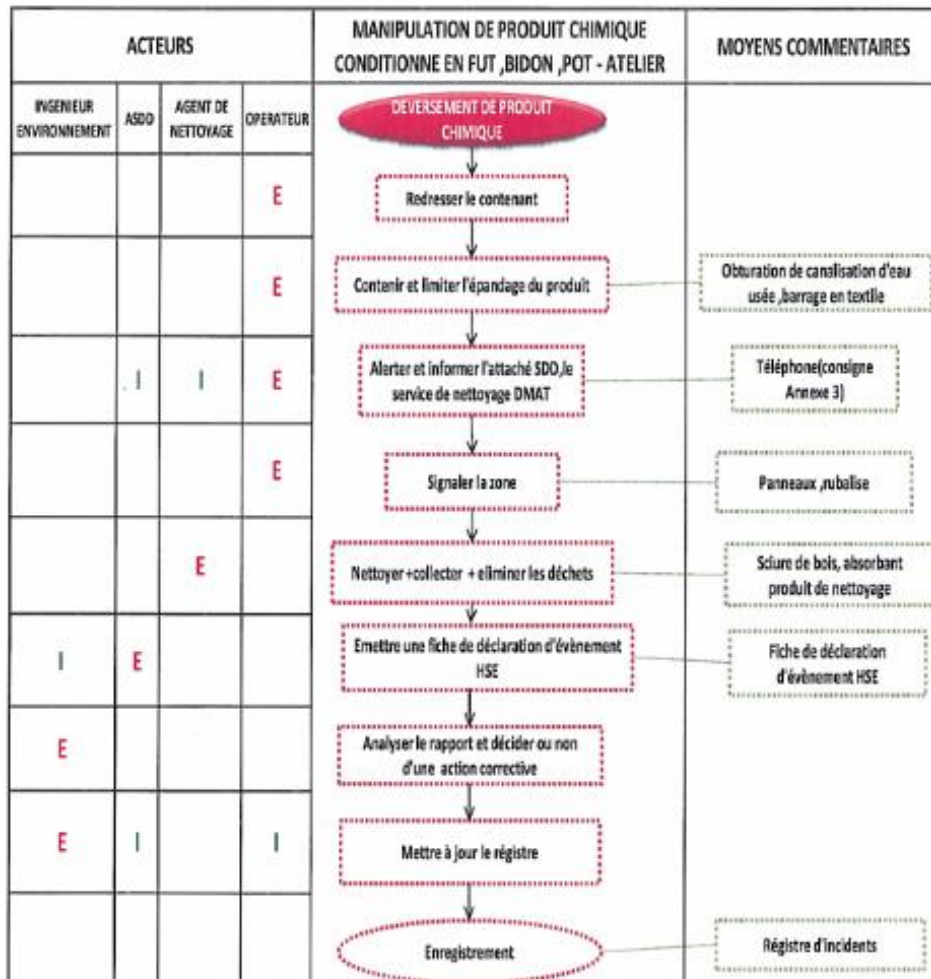 ACTEURS
MANIPULATION DE PRODUIT CHIMIQUE
CONDITIONNE EN FUT ,BIDON ,POT - ATELIER
MOYENS COMMENTAIRES
INGENIEUR
ENVIRONNEMENT
ASDO
AGENT DE
NETTOYAGE
OPERATEUR
DEVERSEMENT DE PRODUIT
CHIMIQUE
E
Redresser le contenant
E
Contenir et limiter l'épandage du produit
Obturation de canalisation d'eau
usée ,barrage en textile
I
I
E
Alerter et informer l'attaché SDO,le
service de nettoyage DMAT
Téléphone(consigne
Annexe 3)
E
Signaler la zone
Panneaux ,rubalise
E
Nettoyer+collecter + eliminer les déchets
Sciure de bois, absorbant
produit de nettoyage
I
E
Emettre une fiche de déclaration d'évènement
HSE
Fiche de déclaration
d'évènement HSE
E
Analyser le rapport et décider ou non
d'une action corrective
E
I
I
Mettre à jour le régistre
Enregistrement
Régistre d'incidents